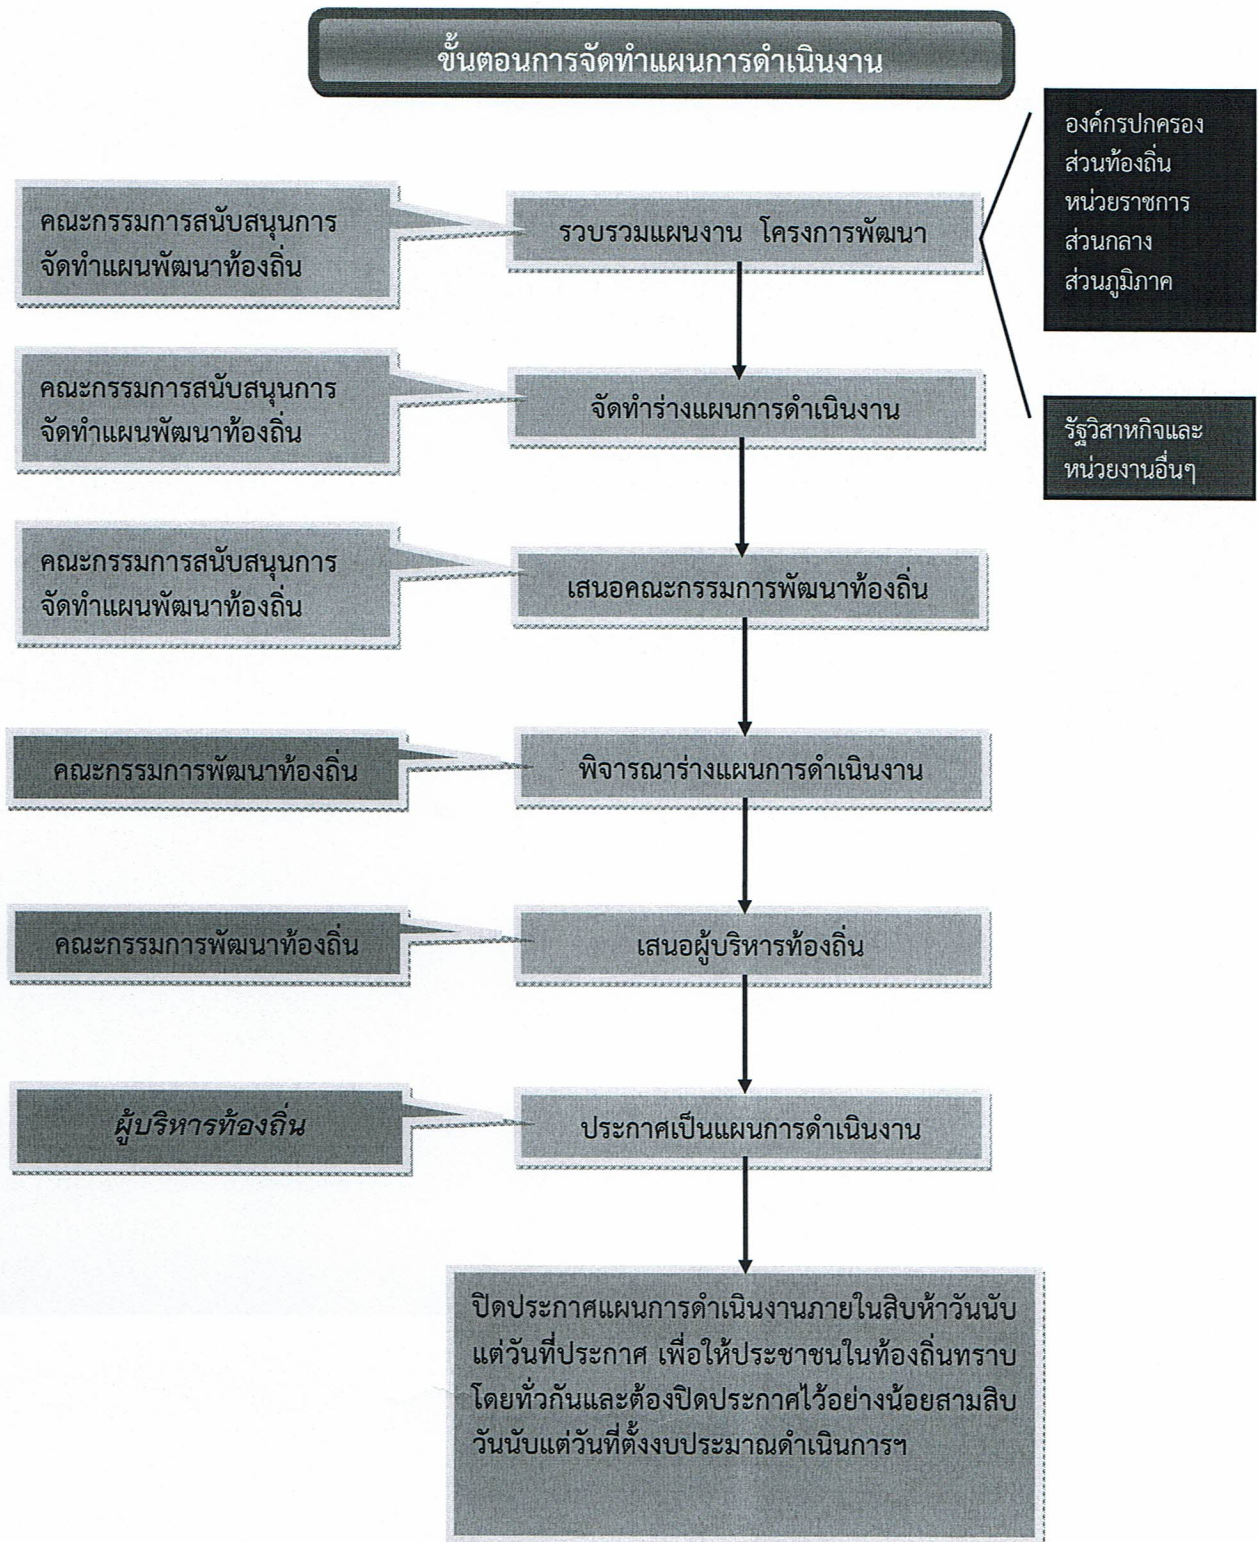 ขั้นตอนการจัดทำแผนการดำเนินงาน
องค์กรปกครอง
ส่วนท้องถิ่น
หน่วยราชการ
ส่วนกลาง
ส่วนภูมิภาค
คณะกรรมการสนับสนุนการ
จัดทำแผนพัฒนาท้องถิ่น
รวบรวมแผนงาน โครงการพัฒนา
คณะกรรมการสนับสนุนการ
จัดทำแผนพัฒนาท้องถิ่น
จัดทำร่างแผนการดำเนินงาน
รัฐวิสาหกิจและ
หน่วยงานอื่นๆ
คณะกรรมการสนับสนุนการ
จัดทำแผนพัฒนาท้องถิ่น
เสนอคณะกรรมการพัฒนาท้องถิ่น
คณะกรรมการพัฒนาท้องถิ่น
พิจารณาร่างแผนการดำเนินงาน
คณะกรรมการพัฒนาท้องถิ่น
เสนอผู้บริหารท้องถิ่น
ผู้บริหารท้องถิ่น
ประกาศเป็นแผนการดำเนินงาน
ปิดประกาศแผนการดำเนินงานภายในสิบห้าวันนับ
แต่วันที่ประกาศ เพื่อให้ประชาชนในท้องถิ่นทราบ
โดยทั่วกันและต้องปิดประกาศไว้อย่างน้อยสามสิบ
วันนับแต่วันที่ตั้งงบประมาณดำเนินการฯ